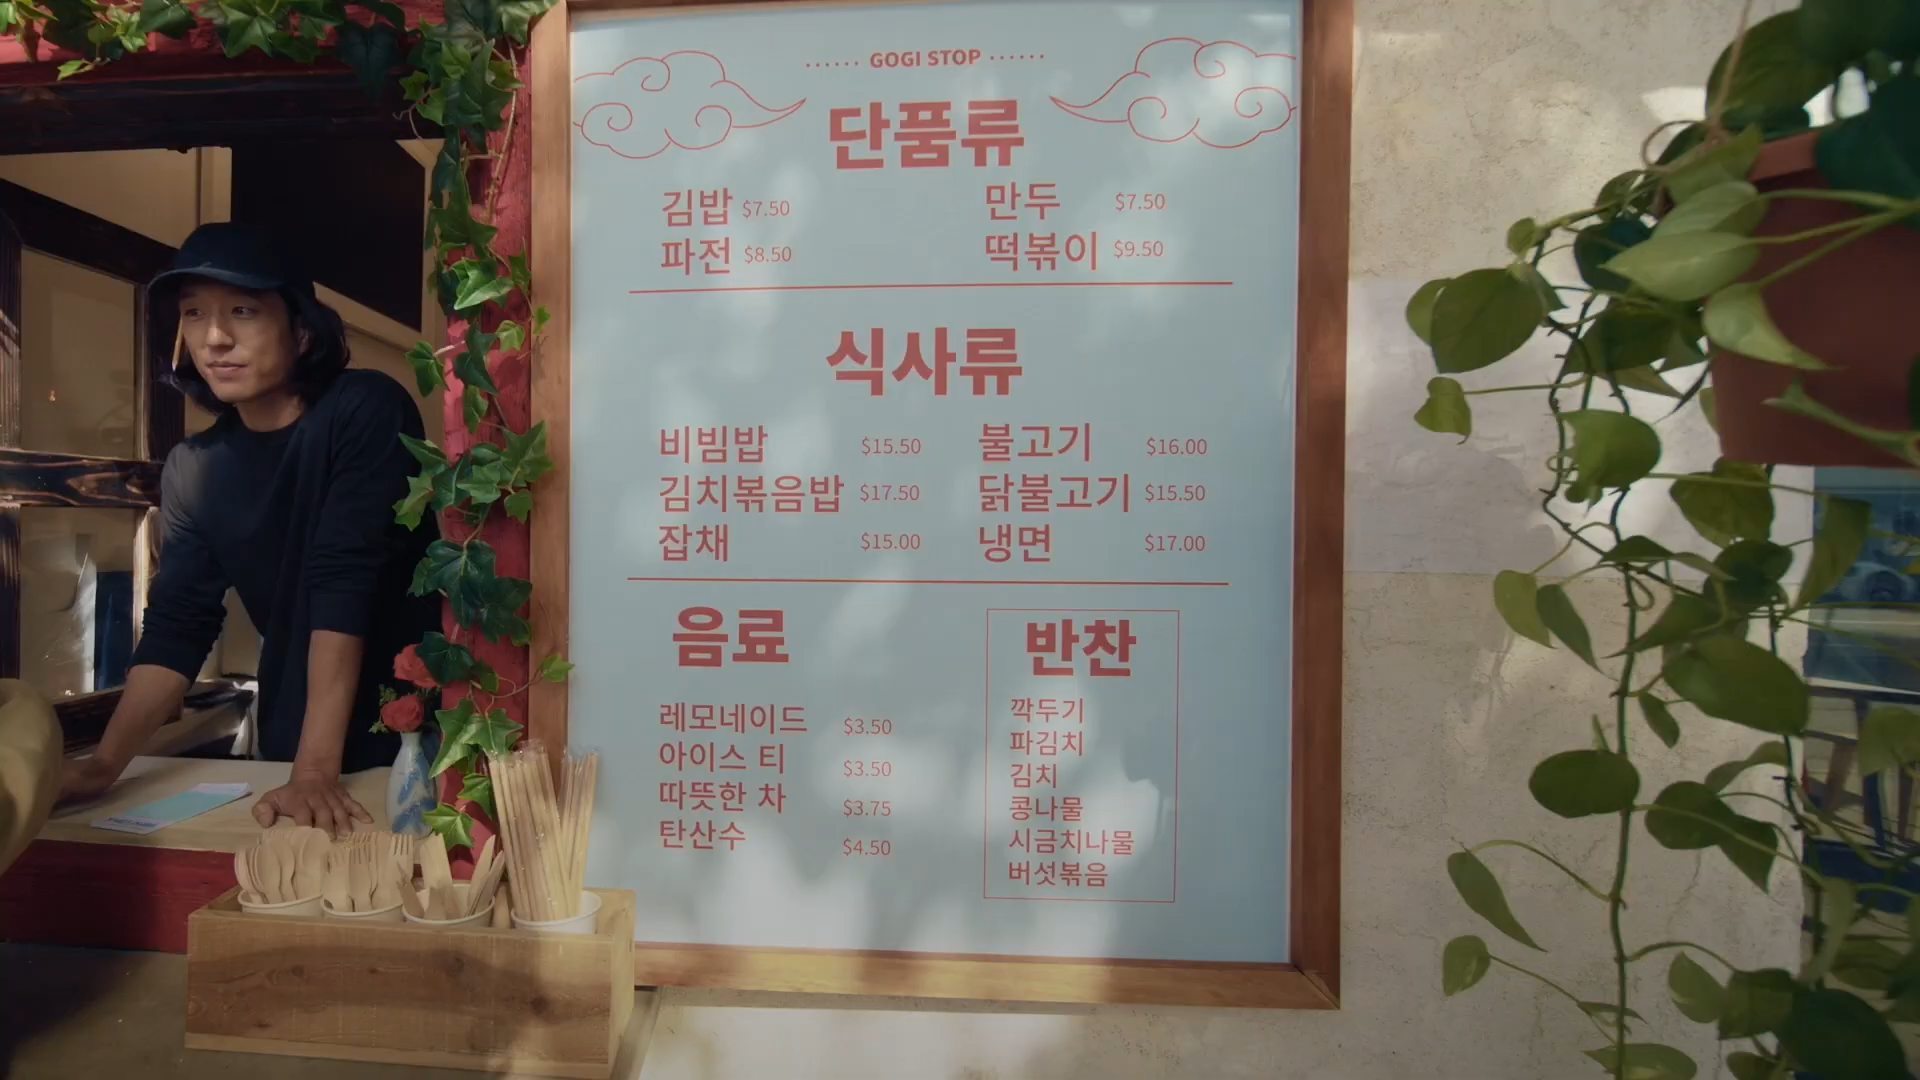 GOGI STOP
단품류
김밥 $7.50 만두 $7.50
파전 $8.50 떡볶이 $9.50
식사류
비빔밥 $15.50 불고기 $16.00
김치볶음밥 $17.50 닭불고기 $15.50
잡채 $15.00 냉면 $17.00
음료
레모네이드 $3.50
아이스 티 $3.50
따뜻한 차 $3.75
탄산수 $4.50
반찬
깍두기
파김치
김치
콩나물
시금치나물
버섯볶음